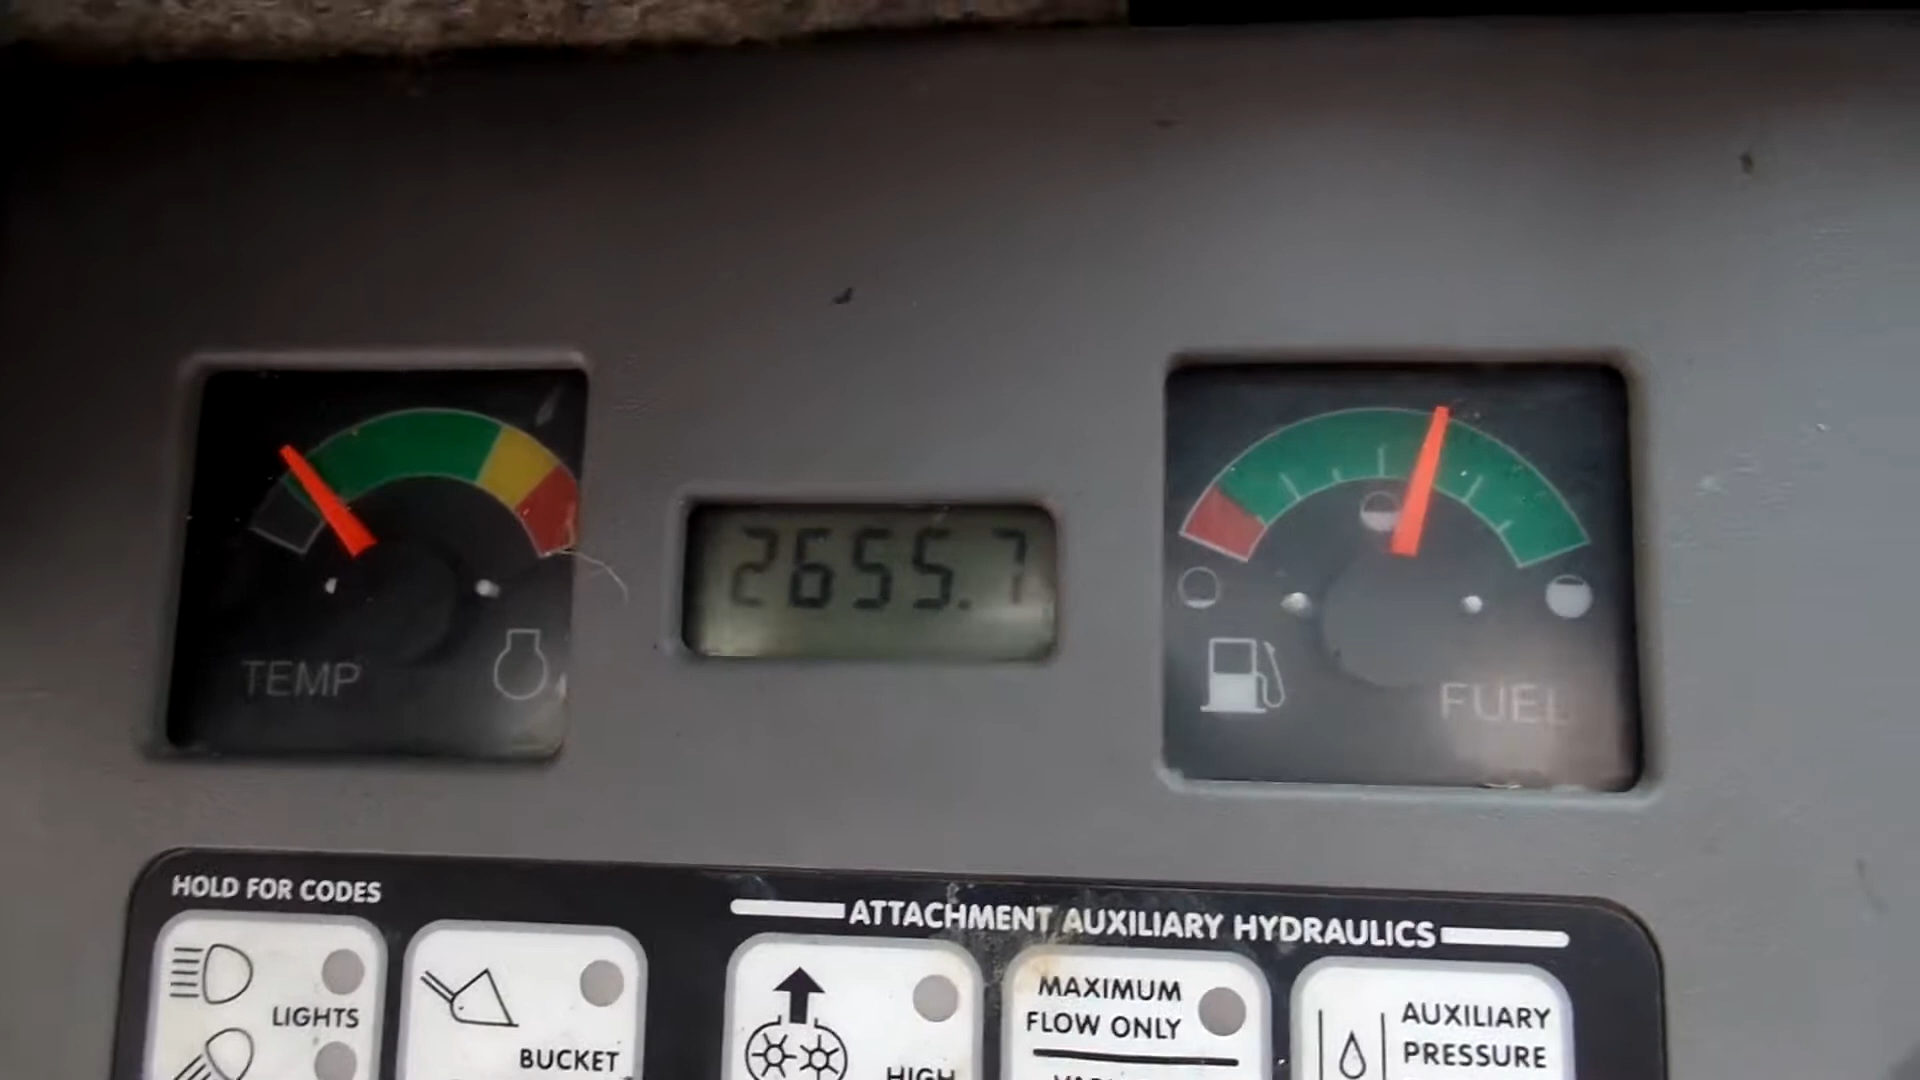 2655.7
TEMP
FUEL
HOLD FOR CODES
ATTACHMENT AUXILIARY HYDRAULICS
LIGHTS
BUCKET
HIGH
MAXIMUM
FLOW ONLY
AUXILIARY
PRESSURE